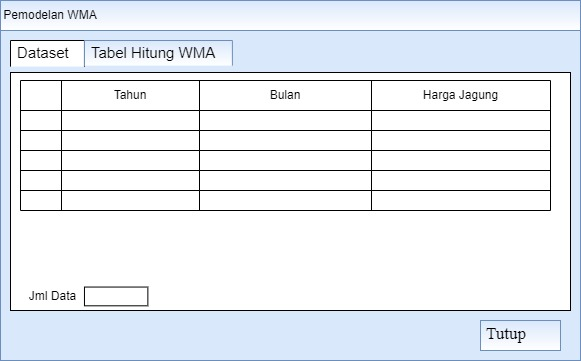 Pemodelan WMA
Dataset Tabel Hitung WMA
Tahun Bulan Harga Jagung
Jml Data
Tutup